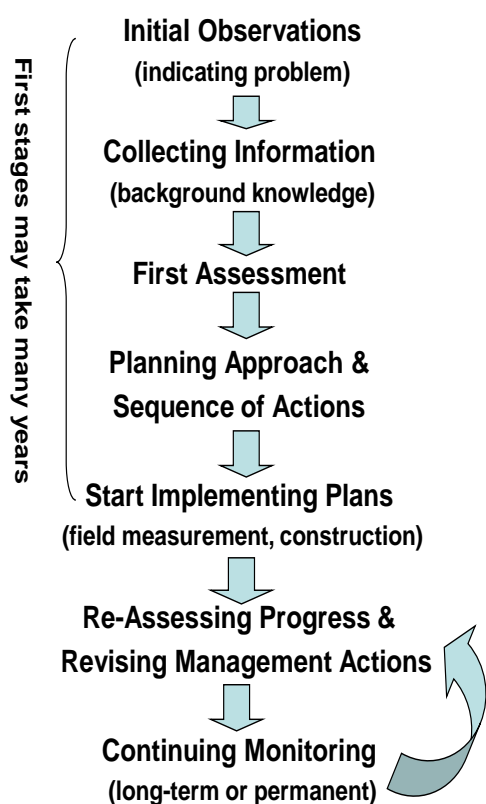 First stages may take many years
Initial Observations
(indicating problem)
Collecting Information
(background knowledge)
First Assessment
Planning Approach &
Sequence of Actions
Start Implementing Plans
(field measurement, construction)
Re-Assessing Progress &
Revising Management Actions
Continuing Monitoring
(long-term or permanent)